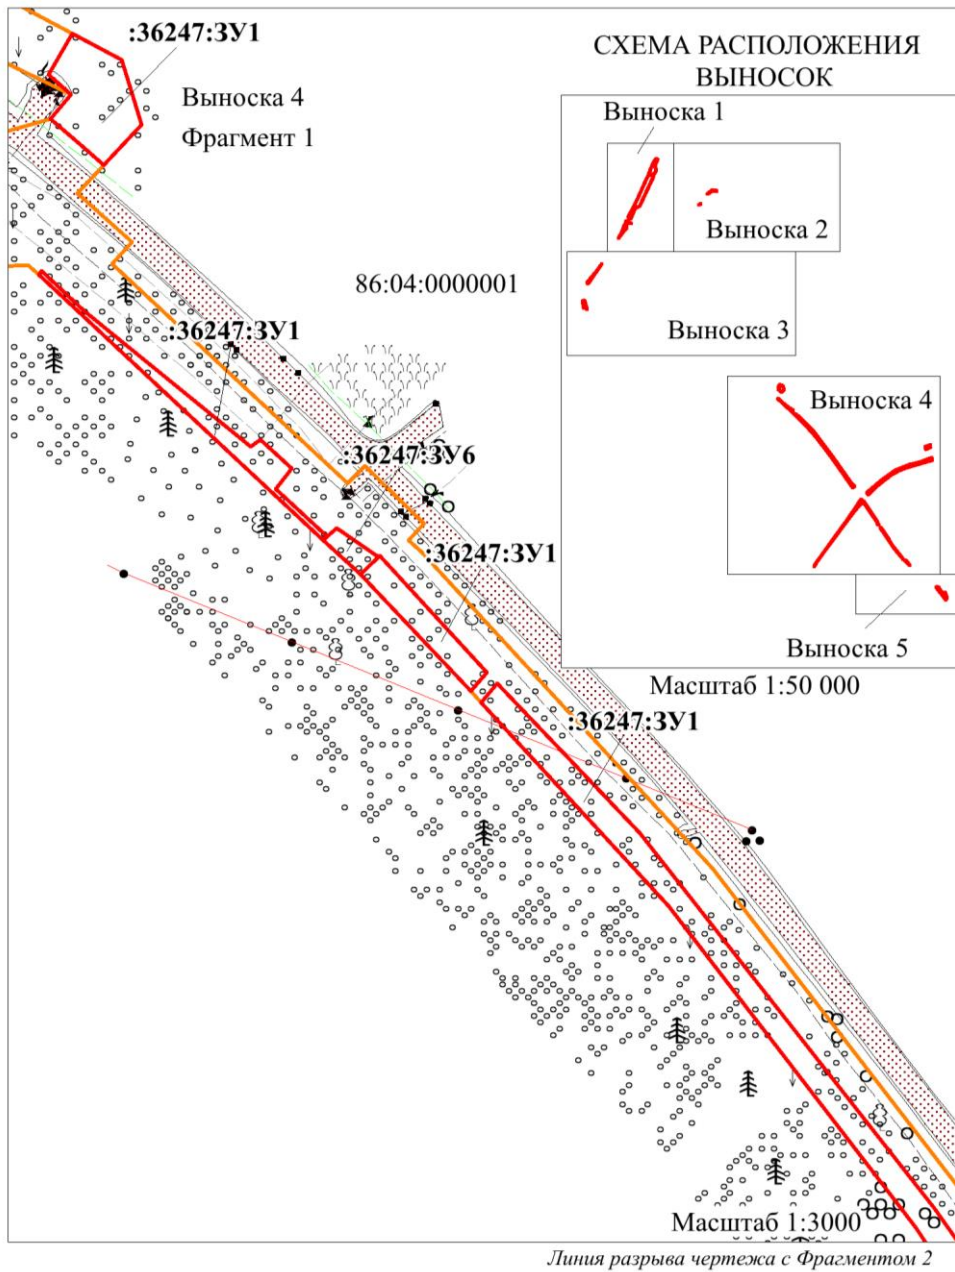 :36247:ЗУ1
Выноска 4
Фрагмент 1
СХЕМА РАСПОЛОЖЕНИЯ
ВЫНОСОК
Выноска 1
Выноска 2
Выноска 3
Выноска 4
Выноска 5
Масштаб 1:50 000
86:04:0000001
:36247:ЗУ1
:36247:ЗУ6
:36247:ЗУ1
:36247:ЗУ1
Масштаб 1:3000
Линия разрыва чертежа с Фрагментом 2